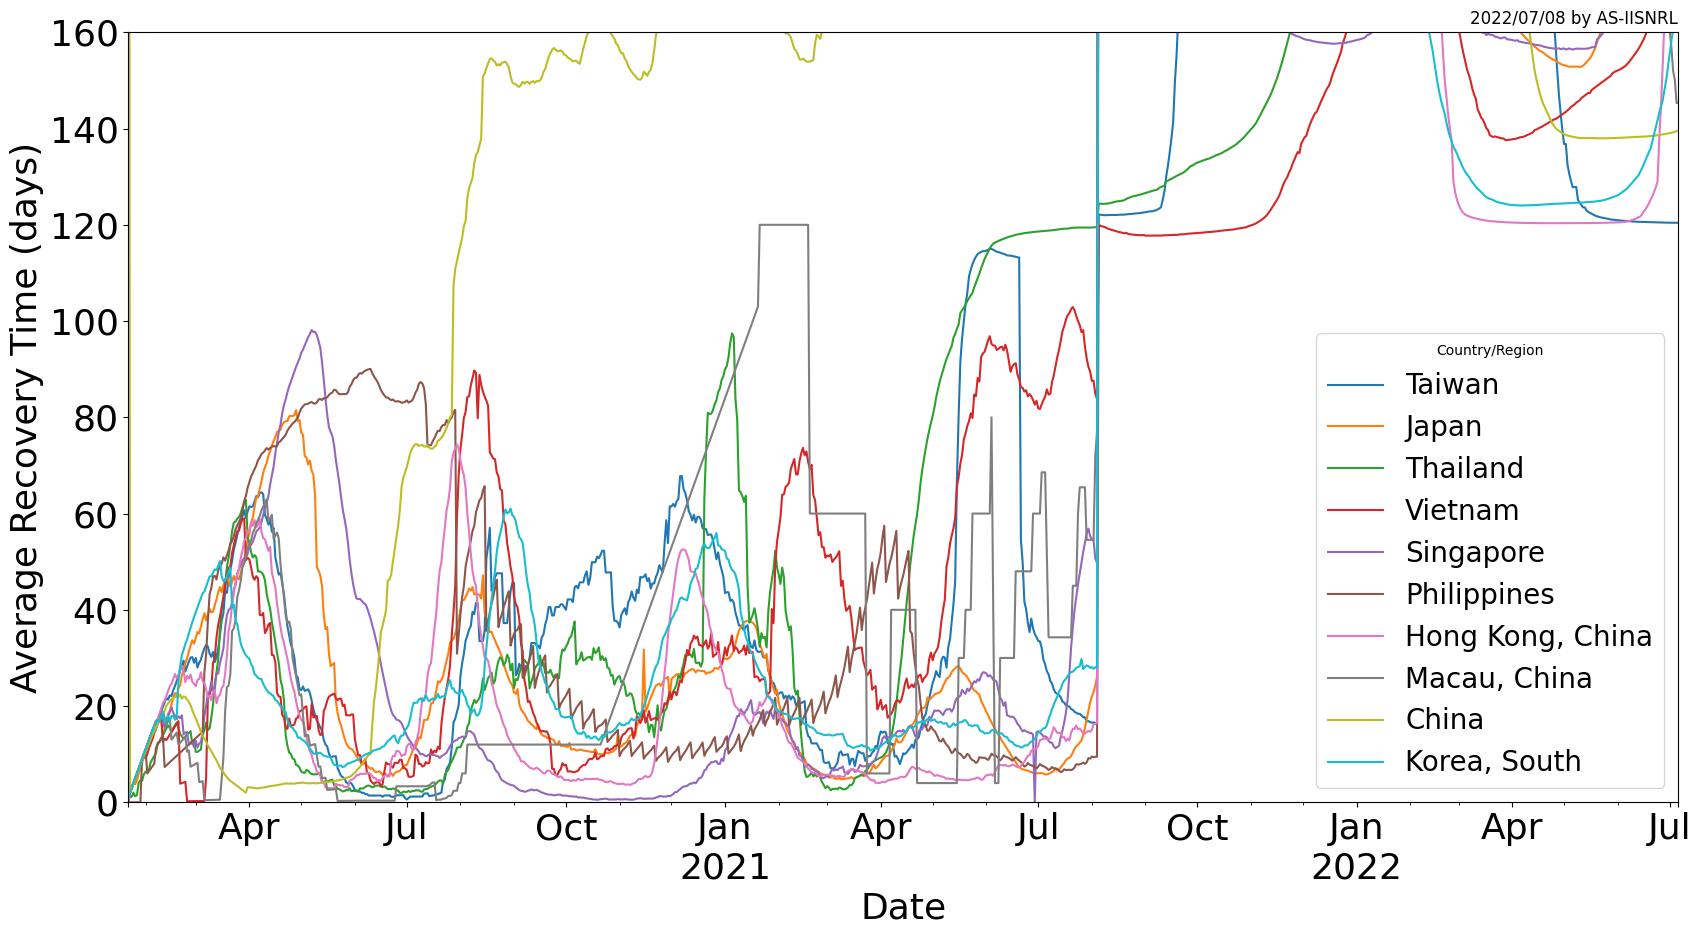 2022/07/08 by AS-IISNRL
160
140
120
100
80
60
40
20
0
Average Recovery Time (days)
Country/Region
Taiwan
Japan
Thailand
Vietnam
Singapore
Philippines
Hong Kong, China
Macau, China
China
Korea, South
Apr Jul Oct Jan Apr Jul Oct Jan Apr Jul
2021 2022
Date